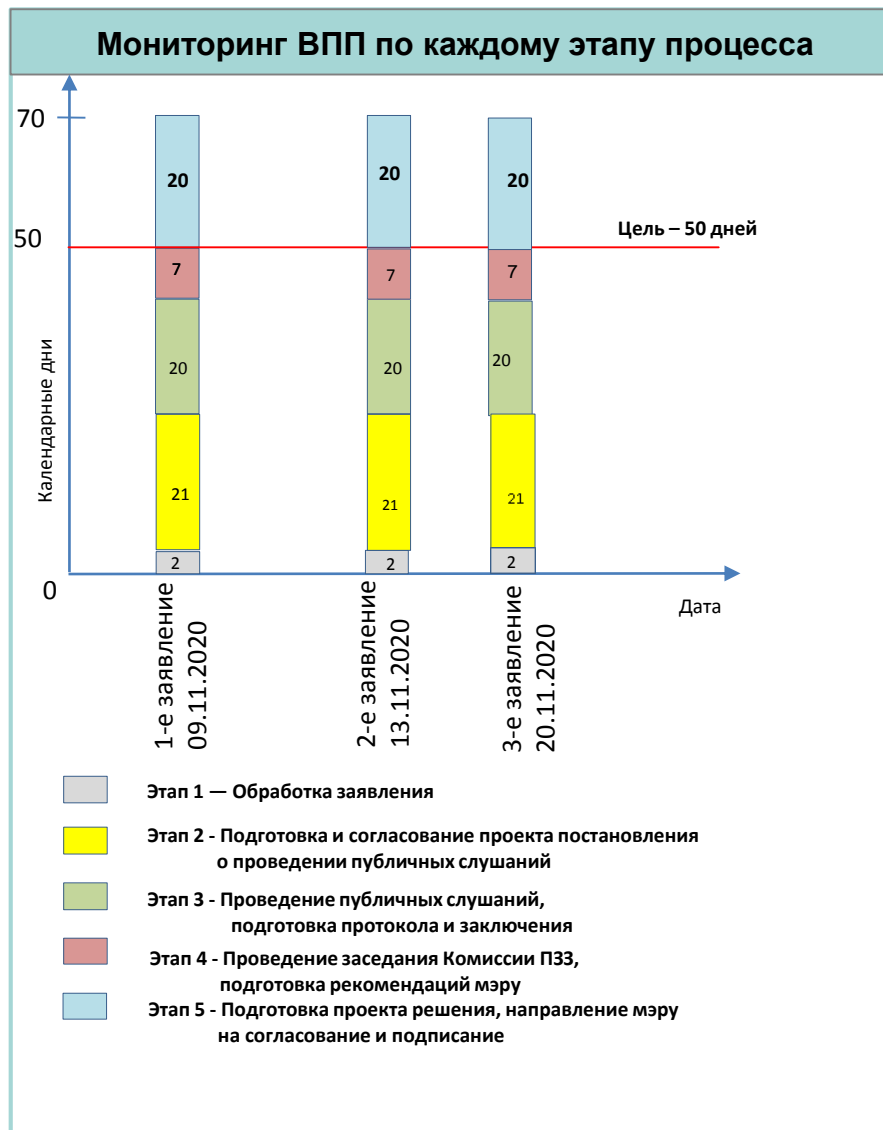 Мониторинг ВПП по каждому этапу процесса
70
50
0
Календарные дни
Цель – 50 дней
20
7
20
21
2
20
7
20
21
2
20
7
20
21
2
Дата
1-е заявление
09.11.2020
2-е заявление
13.11.2020
3-е заявление
20.11.2020
Этап 1 — Обработка заявления
Этап 2 - Подготовка и согласование проекта постановления
о проведении публичных слушаний
Этап 3 - Проведение публичных слушаний,
подготовка протокола и заключения
Этап 4 - Проведение заседания Комиссии ПЗЗ,
подготовка рекомендаций мэру
Этап 5 - Подготовка проекта решения, направление мэру
на согласование и подписание